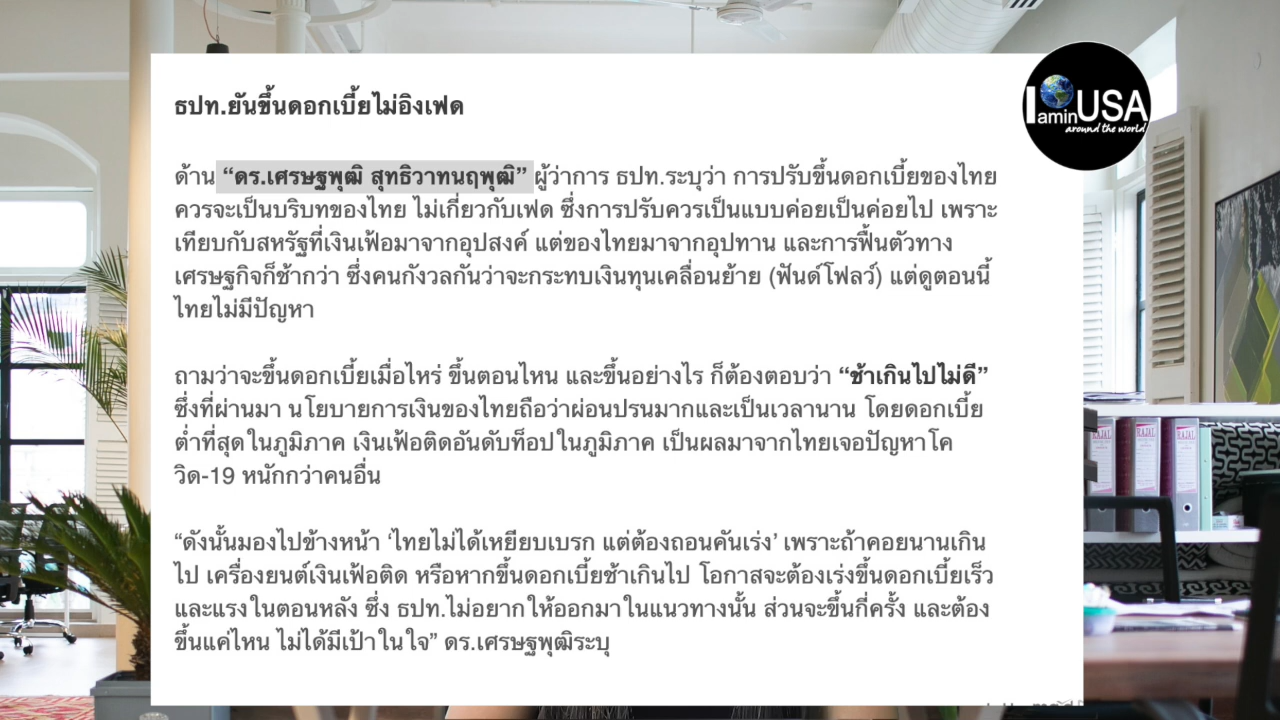 ธปท.ยันขึ้นดอกเบี้ยไม่อิงเฟด
ด้าน “ดร.เศรษฐพุฒิ สุทธิวาทนฤพุฒิ” ผู้ว่าการ ธปท.ระบุว่า การปรับขึ้นดอกเบี้ยของไทย
ควรจะเป็นบริบทของไทย ไม่เกี่ยวกับเฟด ซึ่งการปรับควรเป็นแบบค่อยเป็นค่อยไป เพราะ
เทียบกับสหรัฐที่เงินเฟ้อมาจากอุปสงค์ แต่ของไทยมาจากอุปทาน และการฟื้นตัวทาง
เศรษฐกิจก็ช้ากว่า ซึ่งคนกังวลกันว่าจะกระทบเงินทุนเคลื่อนย้าย (ฟันด์โฟลว์) แต่ดูตอนนี้
ไทยไม่มีปัญหา
ถามว่าจะขึ้นดอกเบี้ยเมื่อไหร่ ขึ้นตอนไหน และขึ้นอย่างไร ก็ต้องตอบว่า “ช้าเกินไปไม่ดี”
ซึ่งที่ผ่านมา นโยบายการเงินของไทยถือว่าผ่อนปรนมากและเป็นเวลานาน โดยดอกเบี้ย
ต่ำที่สุดในภูมิภาค เงินเฟ้อติดอันดับท็อปในภูมิภาค เป็นผลมาจากไทยเจอปัญหาโค
วิด-19 หนักกว่าคนอื่น
“ดังนั้นมองไปข้างหน้า ‘ไทยไม่ได้เหยียบเบรก แต่ต้องถอนคันเร่ง’ เพราะถ้าคอยนานเกิน
ไป เครื่องยนต์เงินเฟ้อติด หรือหากขึ้นดอกเบี้ยช้าเกินไป โอกาสจะต้องเร่งขึ้นดอกเบี้ยเร็ว
และแรงในตอนหลัง ซึ่ง ธปท.ไม่อยากให้ออกมาในแนวทางนั้น ส่วนจะขึ้นกี่ครั้ง และต้อง
ขึ้นแค่ไหน ไม่ได้มีเป้าในใจ” ดร.เศรษฐพุฒิระบุ
I amin USA
around the world
RAJAL
RAJAL
RAJAL